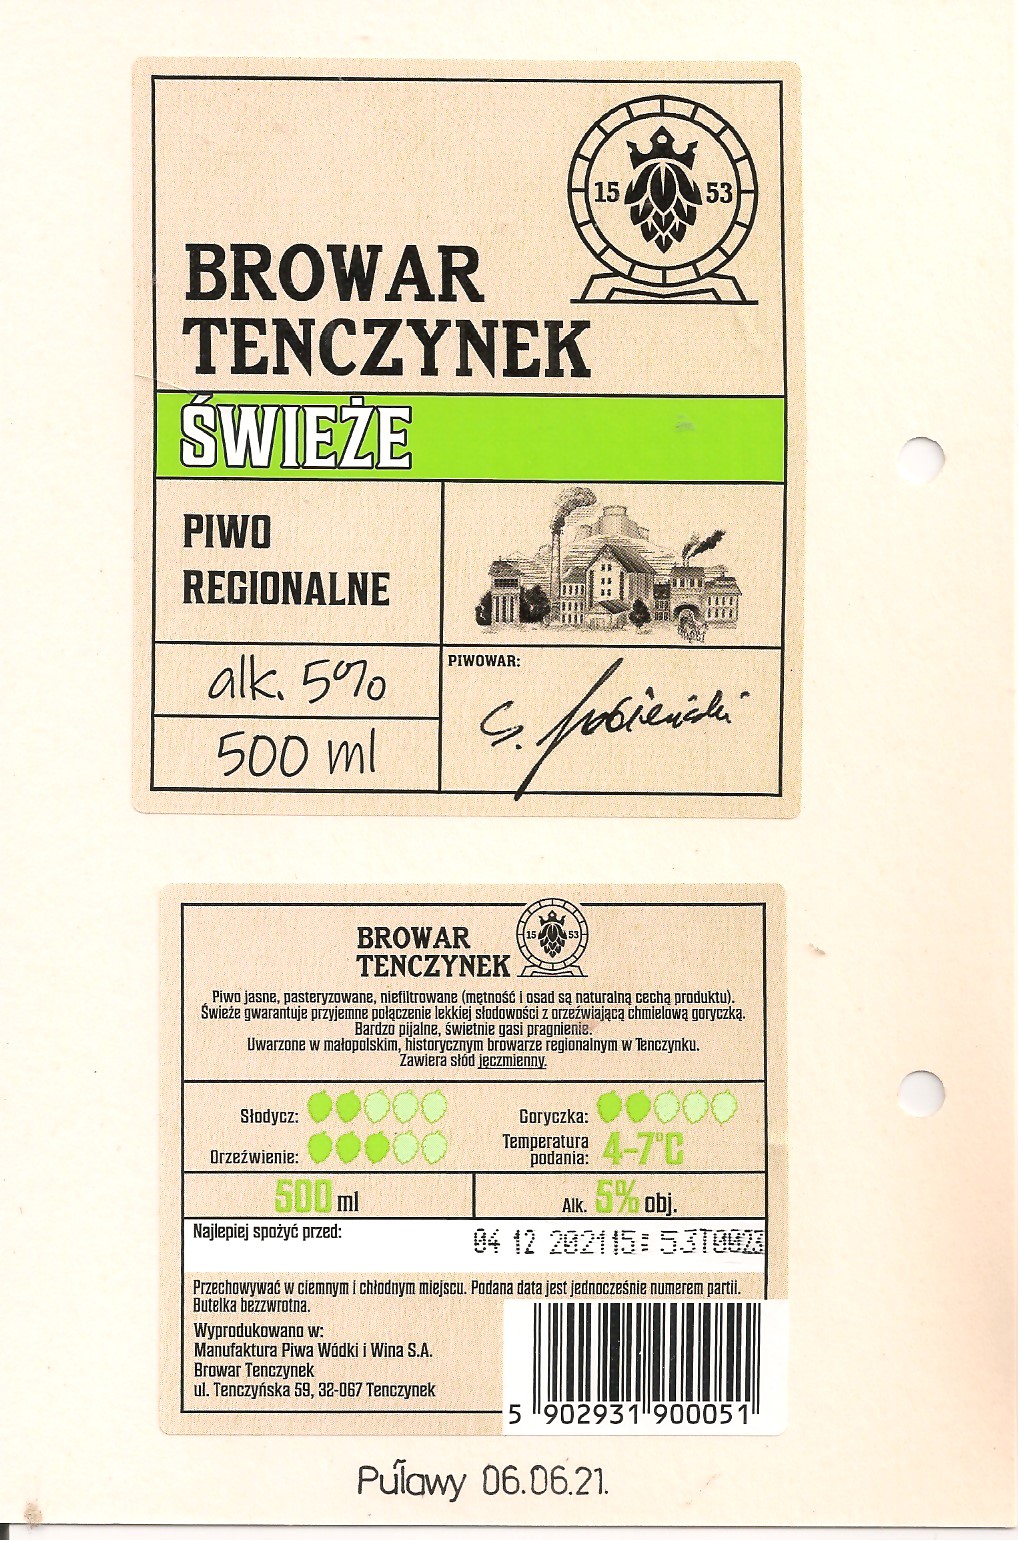 15 53
BROWAR
TENCZYNEK
ŚWIEŻE
PIWO
REGIONALNE
alk. 5%
500 ml
PIWOWAR:
BROWAR
TENCZYNEK
15 53
Piwo jasne, pasteryzowane, niefiltrowane (mętność i osad są naturalną cechą produktu).
Świeże gwarantuje przyjemne połączenie lekkiej słodowości z orzeźwiającą chmielową goryczką.
Bardzo pijalne, świetnie gasi pragnienie.
Uwarzone w małopolskim, historycznym browarze regionalnym w Tenczynku.
Zawiera słód jęczmienny.
Słodycz:
Goryczka:
Orzeźwienie:
Temperatura
podania: 4-7°C
500 ml
Alk. 5% obj.
Najlepiej spożyć przed:
04 12 202115:53T0023
Przechowywać w ciemnym i chłodnym miejscu. Podana data jest jednocześnie numerem partii.
Butelka bezzwrotna.
Wyprodukowano w:
Manufaktura Piwa Wódki i Wina S.A.
Browar Tenczynek
ul. Tenczyńska 59, 32-067 Tenczynek
5 902931 900051
Puławy 06.06.21.